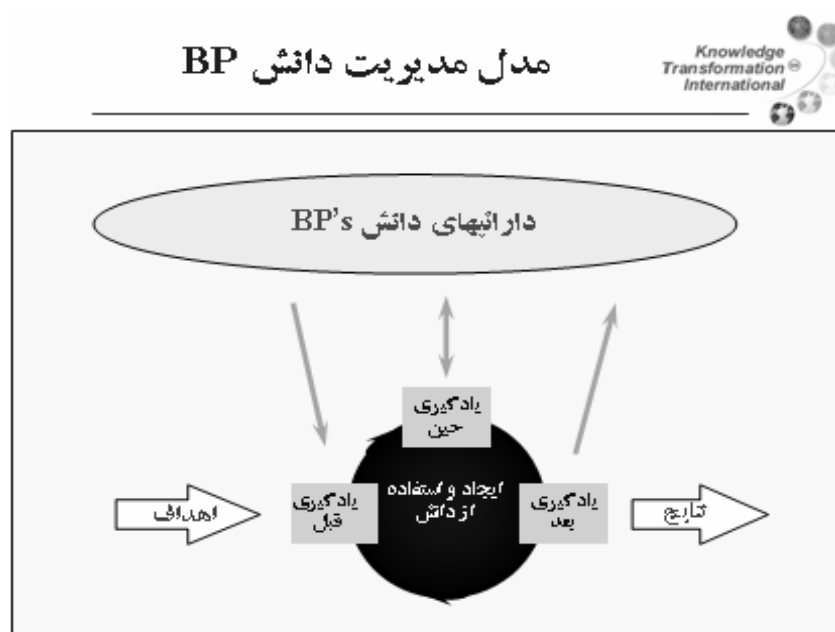 مدل مدیریت دانش BP
Knowledge
Transformation SM
International
دارائیهای دانش BP's
یادگیری
حین
ایجاد و استفاده
از دانش
یادگیری
قبل
یادگیری
بعد
اهداف
نتایج